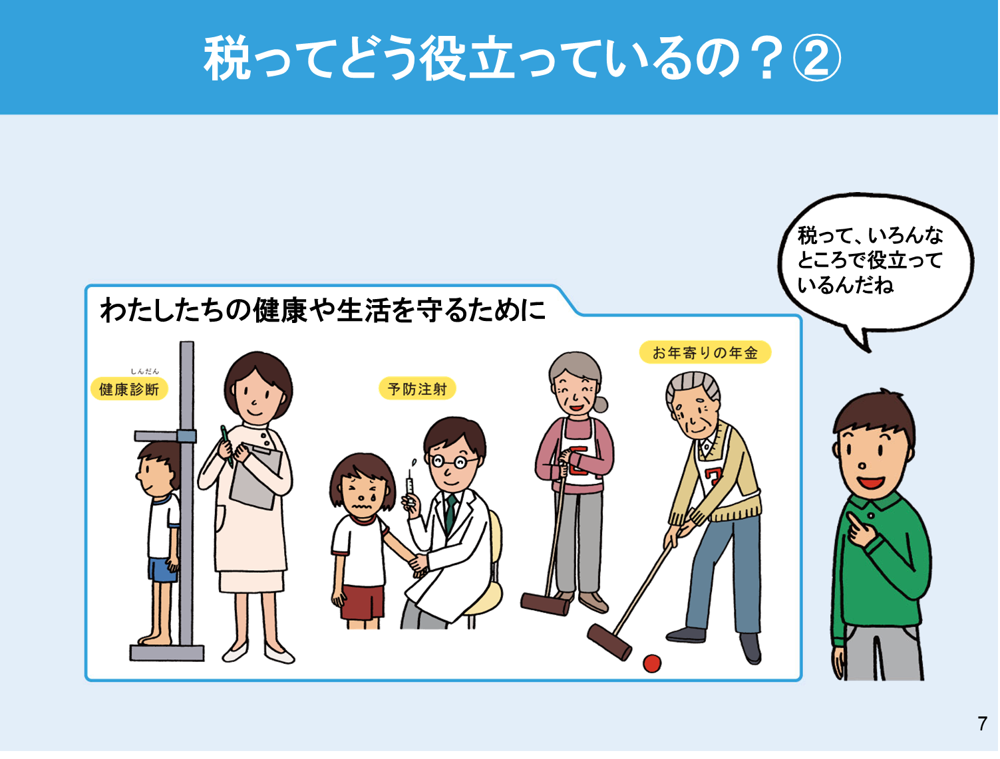 税ってどう役立っているの？②
税って、いろんな
ところで役立って
いるんだね
わたしたちの健康や生活を守るために
しんだん
健康診断
予防注射
お年寄りの年金
7